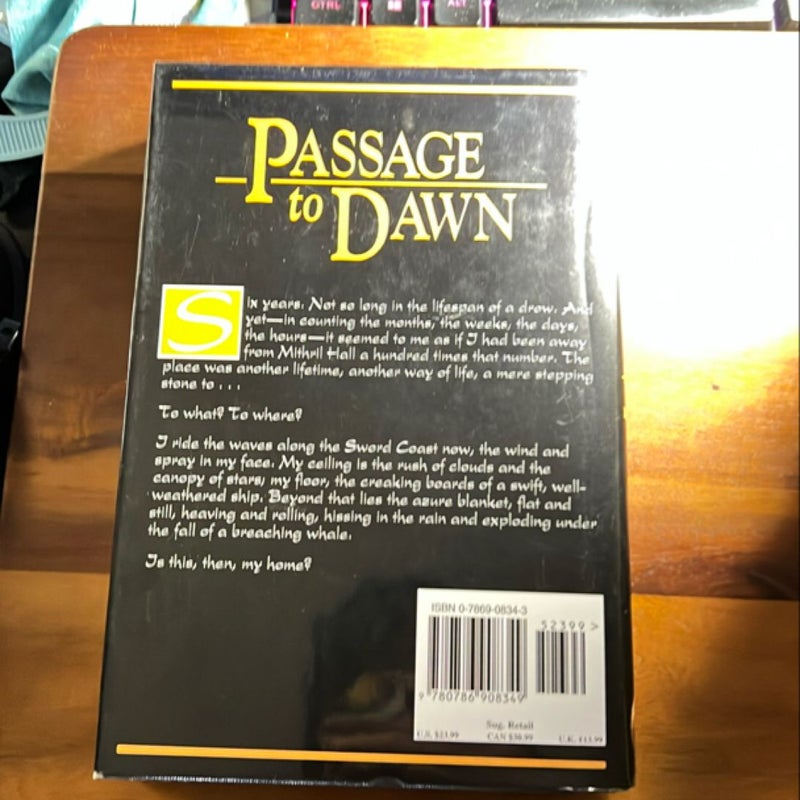 CTRL
ALT
PASSAGE
to DAWN
Six years. Not so long in the lifespan of a drow. And
yet—in counting the months, the weeks, the days,
the hours—it seemed to me as if I had been away
from Mithril Hall a hundred times that number. The
place was another lifetime, another way of life, a mere stepping
stone to . . .
To what? To where?
I ride the waves along the Sword Coast now, the wind and
spray in my face. My ceiling is the rush of clouds and the
canopy of stars; my floor, the creaking boards of a swift, well-
weathered ship. Beyond that lies the azure blanket, flat and
still, heaving and rolling, hissing in the rain and exploding under
the fall of a breaching whale.
Is this, then, my home?
ISBN 0-7869-0834-3
52399 >
9 780786 908349
Sug. Retail
U.S. $23.99 CAN $30.99 U.K. £15.99